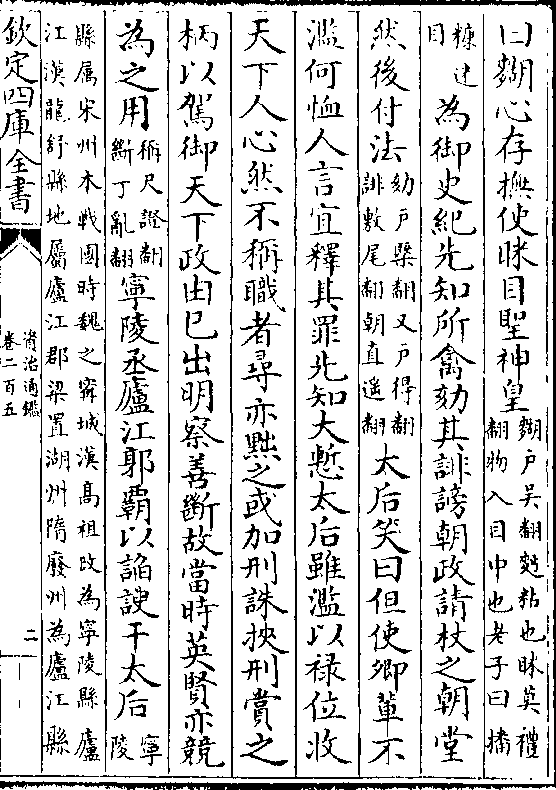 曰𪍿心存撫使眯目聖神皇𪍿戶吳翻𪍿粘也眯莫禮
翻物入目中也老子曰播
糠迷
目為御史紀先知所禽劾其誹謗朝政請杖之朝堂
然後付法劾戶槩翻又戶得翻
誹敷尾翻朝直遥翻太后笑曰但使卿軰不
濫何恤人言宜釋其罪先知大慙太后雖濫以禄位收
天下人心然不稱職者尋亦黜之或加刑誅挾刑賞之
柄以駕御天下政由己出明察善斷故當時英賢亦競
為之用稱尺證翻
斷丁亂翻寧陵丞廬江郭霸以諂諛干太后寧
陵
縣屬宋州本戰國時魏之甯城漢高祖改為寧陵縣廬
江漢龍舒縣地屬廬江郡梁置湖州隋廢州為廬江縣
欽定四庫全書
資治通鑑
卷二百五
二